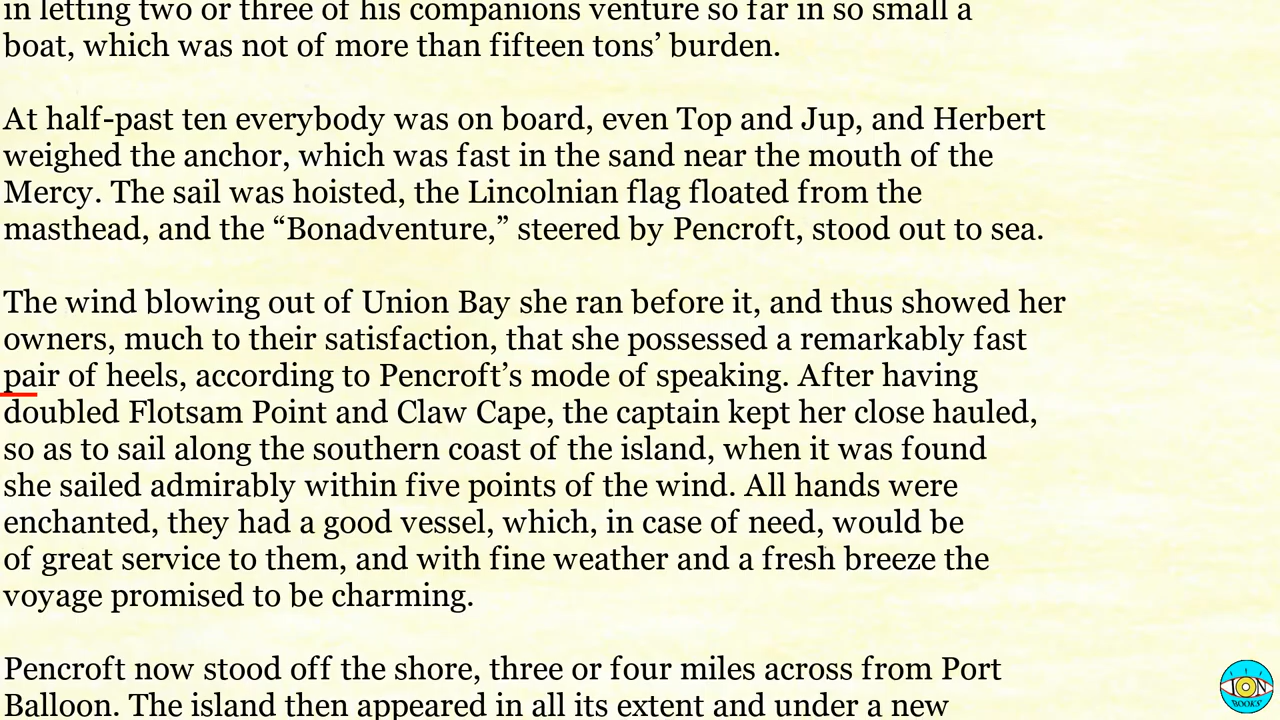 in letting two or three of his companions venture so far in so small a
boat, which was not of more than fifteen tons’ burden.
At half-past ten everybody was on board, even Top and Jup, and Herbert
weighed the anchor, which was fast in the sand near the mouth of the
Mercy. The sail was hoisted, the Lincolnian flag floated from the
masthead, and the “Bonadventure,” steered by Pencroft, stood out to sea.
The wind blowing out of Union Bay she ran before it, and thus showed her
owners, much to their satisfaction, that she possessed a remarkably fast
pair of heels, according to Pencroft’s mode of speaking. After having
doubled Flotsam Point and Claw Cape, the captain kept her close hauled,
so as to sail along the southern coast of the island, when it was found
she sailed admirably within five points of the wind. All hands were
enchanted, they had a good vessel, which, in case of need, would be
of great service to them, and with fine weather and a fresh breeze the
voyage promised to be charming.
Pencroft now stood off the shore, three or four miles across from Port
Balloon. The island then appeared in all its extent and under a new
ION
BOOKS